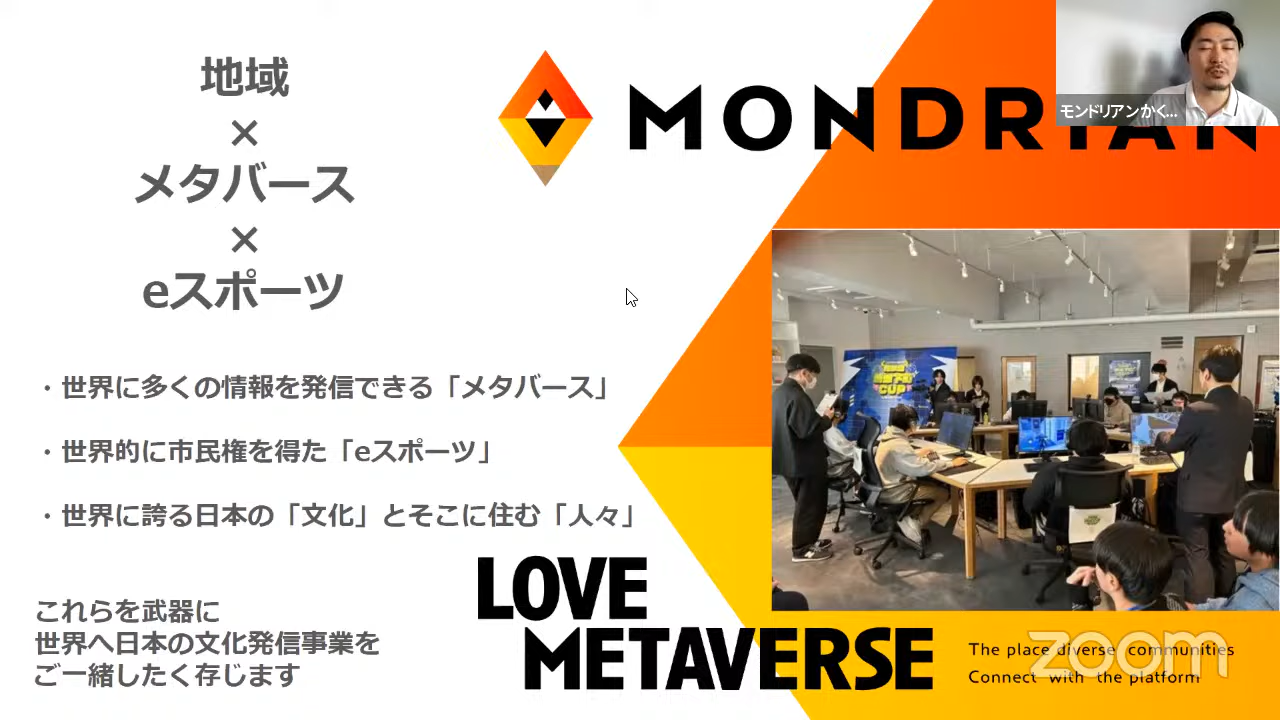 地域
×
メタバース
×
eスポーツ
MONDRIAN
モンドリアンかく...
・世界に多くの情報を発信できる「メタバース」
・世界的に市民権を得た「eスポーツ」
・世界に誇る日本の「文化」とそこに住む「人々」
これらを武器に
世界へ日本の文化発信事業を
ご一緒したく存じます
CUP
LOVE
METAVERSE
The place diverse communities
Connect with the platform
zoom